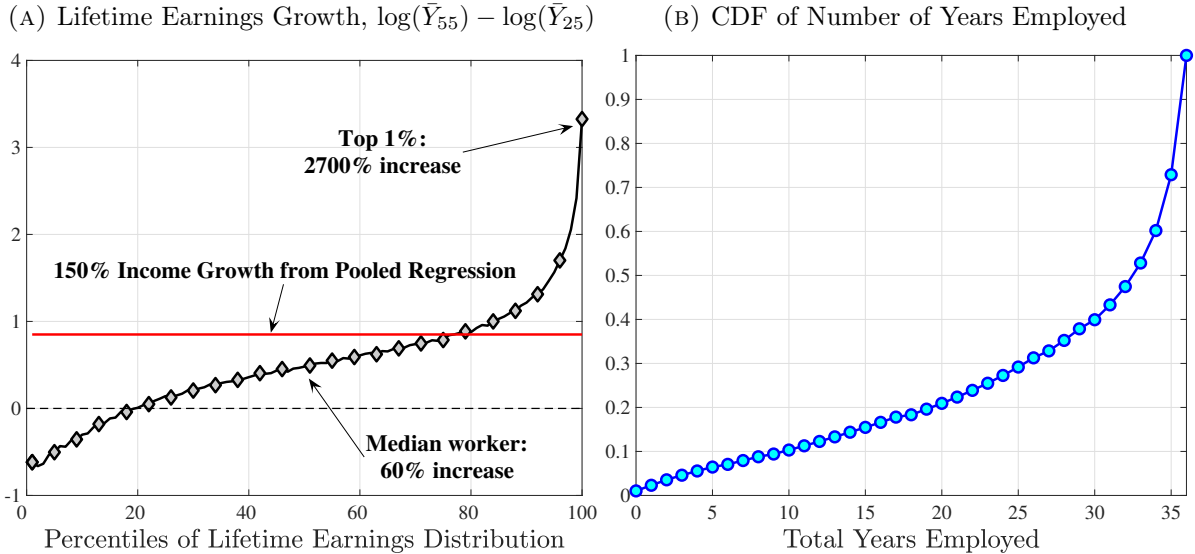 (A) Lifetime Earnings Growth, log(Ȳ₅₅) − log(Ȳ₂₅)
4
3
2
1
0
-1
Top 1%:
2700% increase
150% Income Growth from Pooled Regression
Median worker:
60% increase
0 20 40 60 80 100
Percentiles of Lifetime Earnings Distribution
(B) CDF of Number of Years Employed
1
0.9
0.8
0.7
0.6
0.5
0.4
0.3
0.2
0.1
0
0 5 10 15 20 25 30 35
Total Years Employed